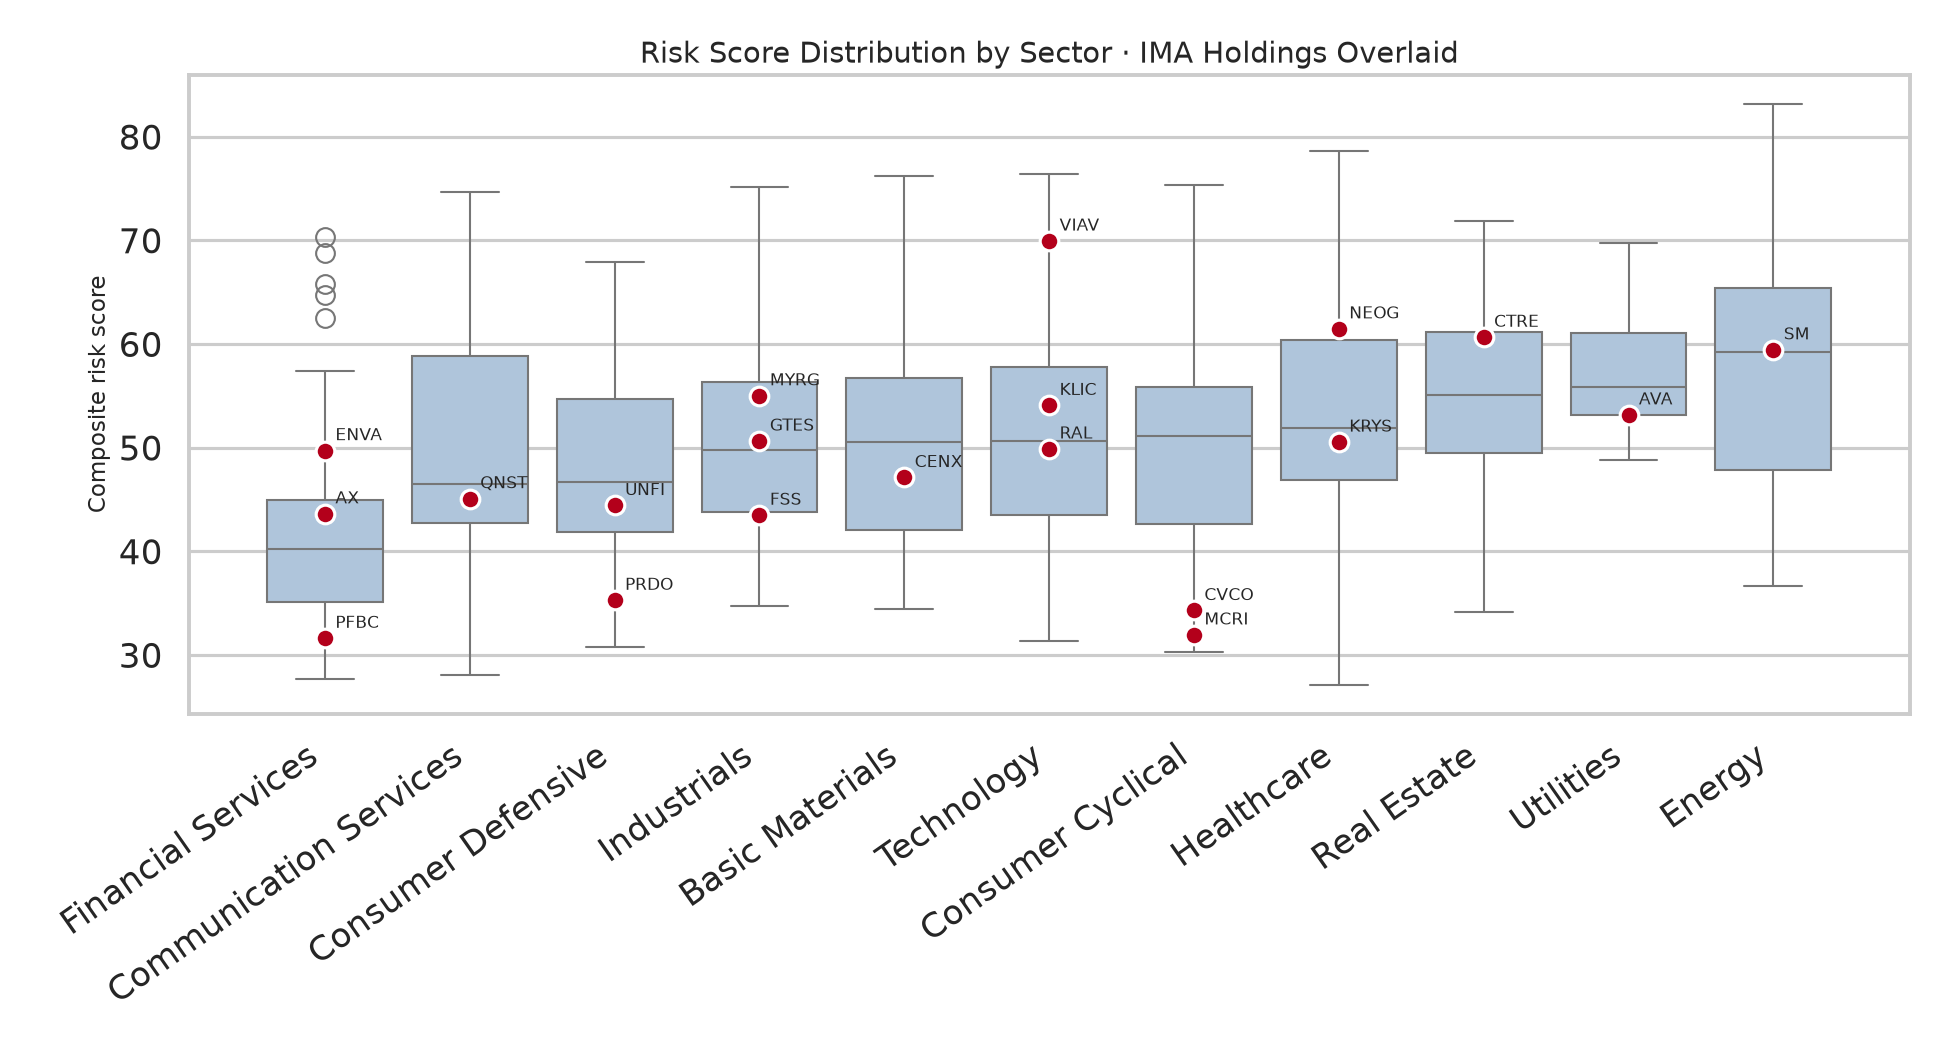 Risk Score Distribution by Sector · IMA Holdings Overlaid
Composite risk score
80
70
60
50
40
30
ENVA
AX
PFBC
QNST
UNFI
PRDO
MYRG
GTES
FSS
CENX
VIAV
KLIC
RAL
CVCO
MCRI
NEOG
KRYS
CTRE
AVA
SM
Financial Services
Communication Services
Consumer Defensive
Industrials
Basic Materials
Technology
Consumer Cyclical
Healthcare
Real Estate
Utilities
Energy